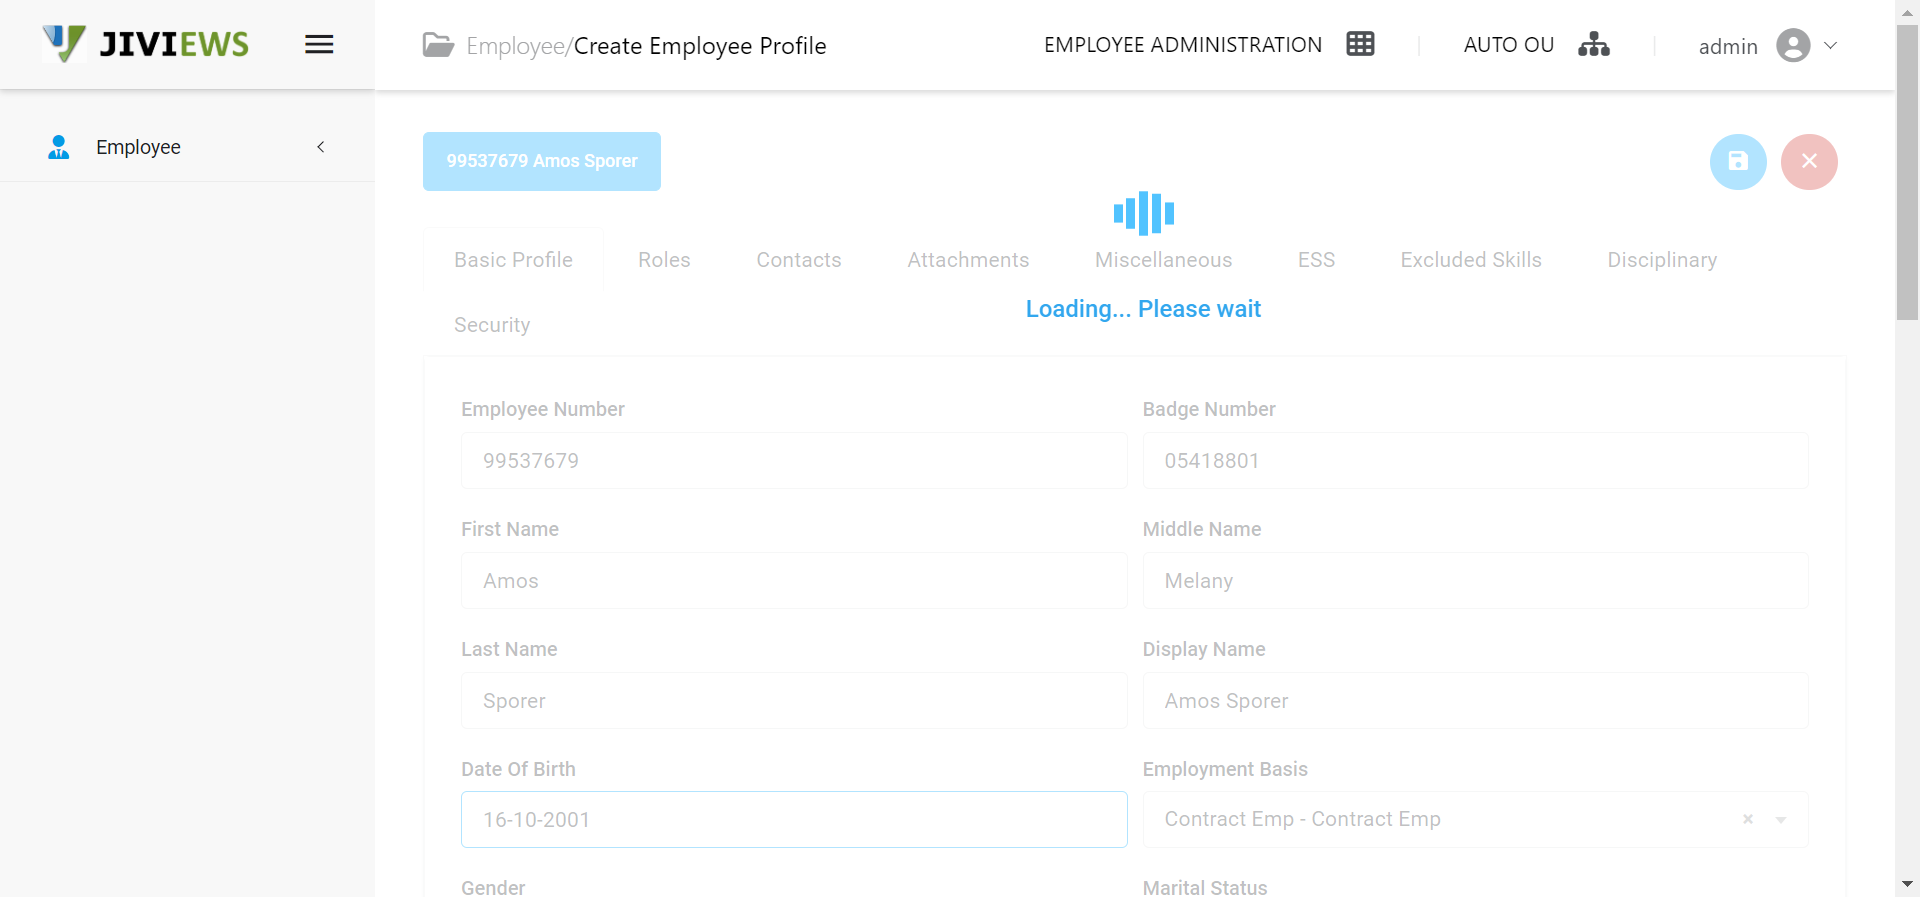 JIVIEWS
Employee/Create Employee Profile
EMPLOYEE ADMINISTRATION
AUTO OU
admin
Employee
99537679 Amos Sporer
Basic Profile
Roles
Contacts
Attachments
Miscellaneous
ESS
Excluded Skills
Disciplinary
Security
Loading... Please wait
Employee Number
Badge Number
99537679
05418801
First Name
Middle Name
Amos
Melany
Last Name
Display Name
Sporer
Amos Sporer
Date Of Birth
Employment Basis
16-10-2001
Contract Emp - Contract Emp
Gender
Marital Status